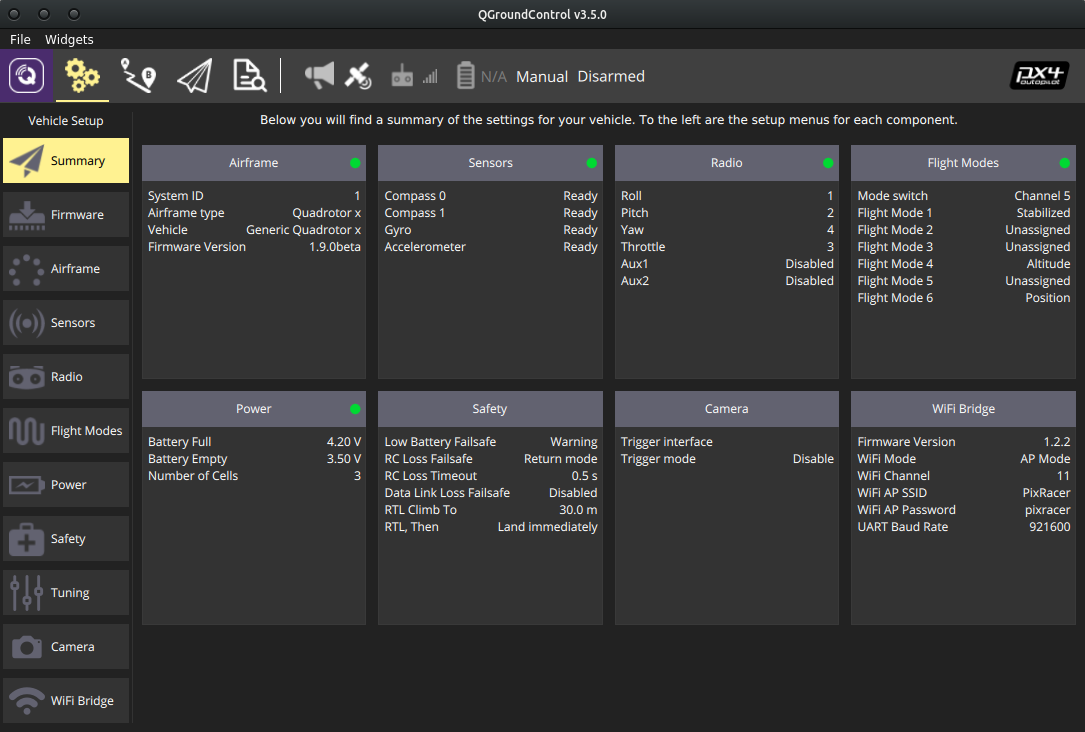 QGroundControl v3.5.0
File Widgets
N/A Manual Disarmed
px4
autopilot
Vehicle Setup
Below you will find a summary of the settings for your vehicle. To the left are the setup menus for each component.
Summary
Firmware
Airframe
Sensors
Radio
Flight Modes
Power
Safety
Tuning
Camera
WiFi Bridge
Airframe
System ID 1
Airframe type Quadrotor x
Vehicle Generic Quadrotor x
Firmware Version 1.9.0beta
Sensors
Compass 0 Ready
Compass 1 Ready
Gyro Ready
Accelerometer Ready
Radio
Roll 1
Pitch 2
Yaw 4
Throttle 3
Aux1 Disabled
Aux2 Disabled
Flight Modes
Mode switch Channel 5
Flight Mode 1 Stabilized
Flight Mode 2 Unassigned
Flight Mode 3 Unassigned
Flight Mode 4 Altitude
Flight Mode 5 Unassigned
Flight Mode 6 Position
Power
Battery Full 4.20 V
Battery Empty 3.50 V
Number of Cells 3
Safety
Low Battery Failsafe Warning
RC Loss Failsafe Return mode
RC Loss Timeout 0.5 s
Data Link Loss Failsafe Disabled
RTL Climb To 30.0 m
RTL, Then Land immediately
Camera
Trigger interface
Trigger mode Disable
WiFi Bridge
Firmware Version 1.2.2
WiFi Mode AP Mode
WiFi Channel 11
WiFi AP SSID PixRacer
WiFi AP Password pixracer
UART Baud Rate 921600